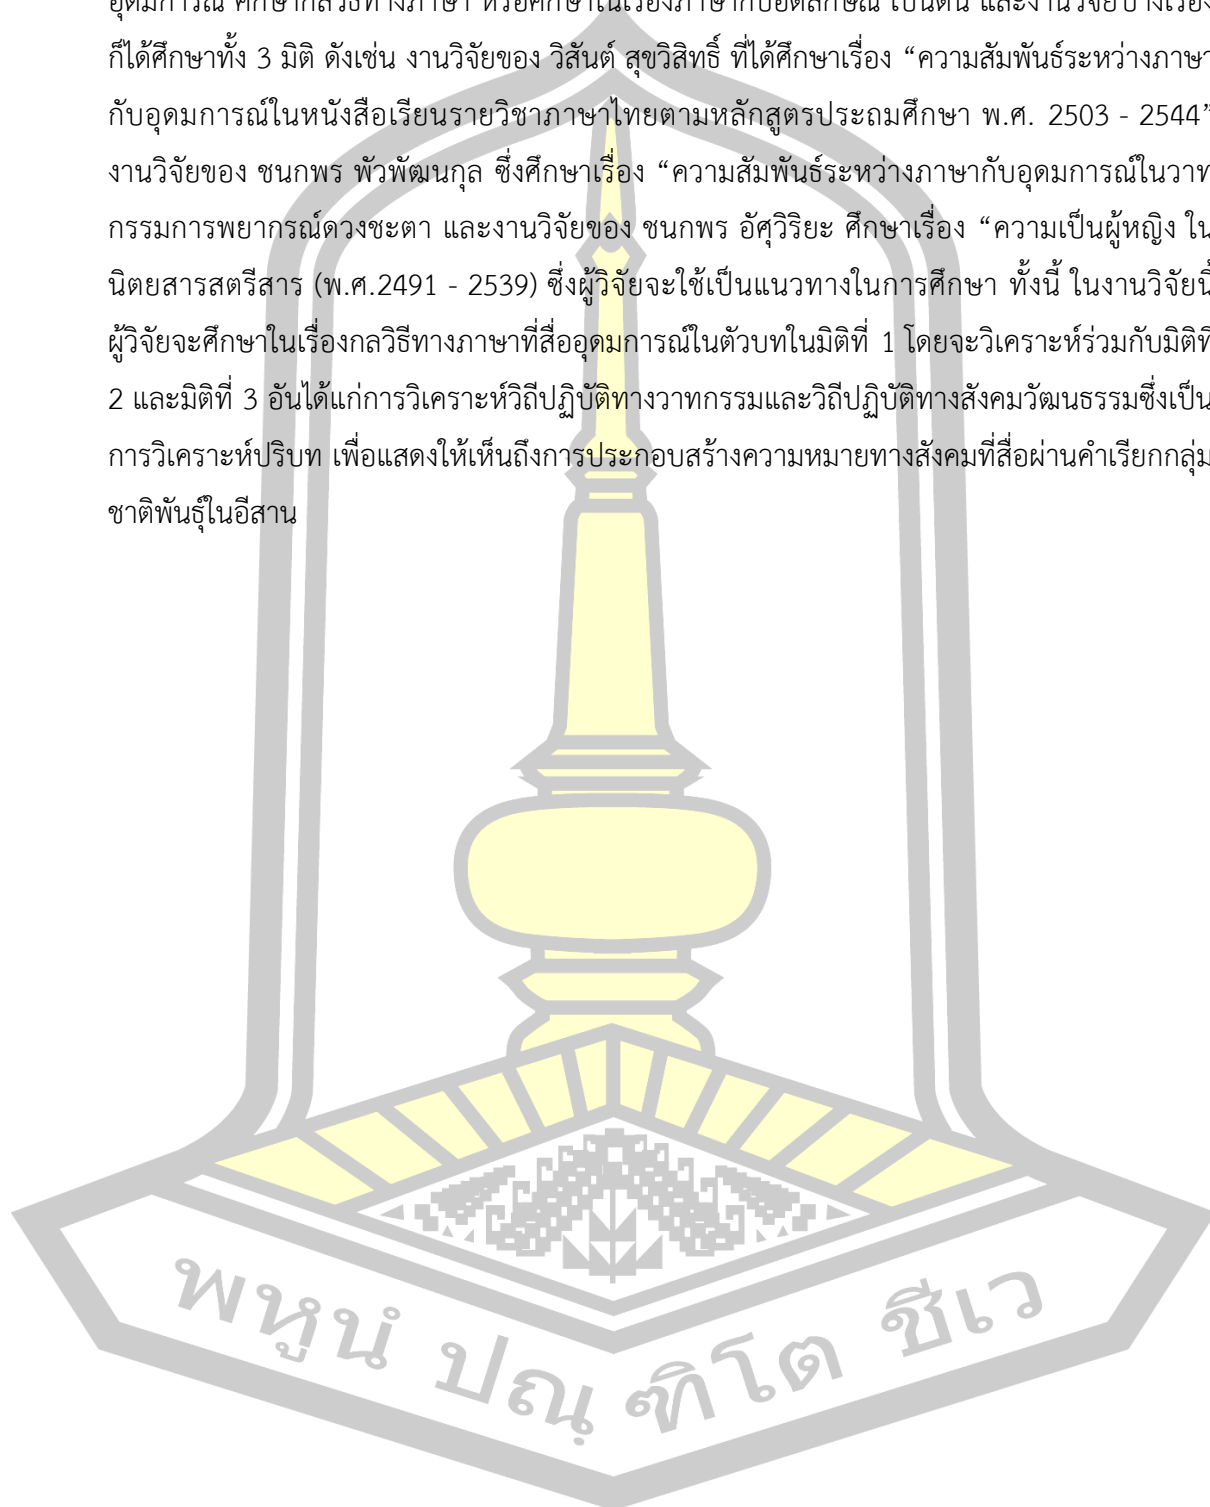 อุดมการณ์ ศึกษากลวิธีทางภาษา หรือศึกษาในเรื่องภาษากับอัตลักษณ์ เป็นต้น และงานวิจัยบางเรื่อง
ก็ได้ศึกษาทั้ง 3 มิติ ดังเช่น งานวิจัยของ วิสันต์ สุขวิสิทธิ์ ที่ได้ศึกษาเรื่อง “ความสัมพันธ์ระหว่างภาษา
กับอุดมการณ์ในหนังสือเรียนรายวิชาภาษาไทยตามหลักสูตรประถมศึกษา พ.ศ. 2503 - 2544”
งานวิจัยของ ชนกพร พัวพัฒนกุล ซึ่งศึกษาเรื่อง “ความสัมพันธ์ระหว่างภาษากับอุดมการณ์ในวาท
กรรมการพยากรณ์ดวงชะตา และงานวิจัยของ ชนกพร อัศุวิริยะ ศึกษาเรื่อง “ความเป็นผู้หญิง ใน
นิตยสารสตรีสาร (พ.ศ.2491 - 2539) ซึ่งผู้วิจัยจะใช้เป็นแนวทางในการศึกษา ทั้งนี้ ในงานวิจัยนี้
ผู้วิจัยจะศึกษาในเรื่องกลวิธีทางภาษาที่สื่ออุดมการณ์ในตัวบทในมิติที่ 1 โดยจะวิเคราะห์ร่วมกับมิติที่
2 และมิติที่ 3 อันได้แก่การวิเคราะห์วิถีปฏิบัติทางวาทกรรมและวิถีปฏิบัติทางสังคมวัฒนธรรมซึ่งเป็น
การวิเคราะห์ปริบท เพื่อแสดงให้เห็นถึงการประกอบสร้างความหมายทางสังคมที่สื่อผ่านคำเรียกกลุ่ม
ชาติพันธุ์ในอีสาน
พหูนํ ปณฺฑิโต ชีเว